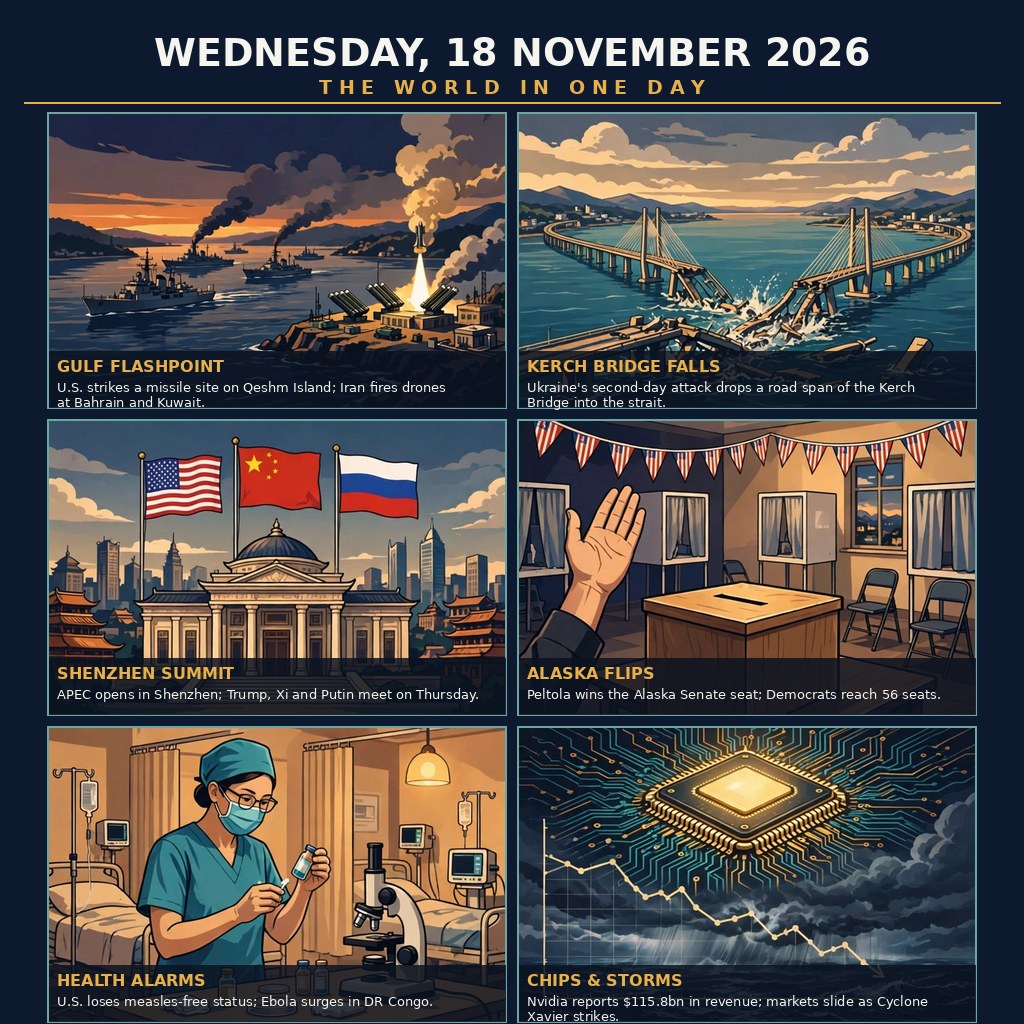 WEDNESDAY, 18 NOVEMBER 2026
THE WORLD IN ONE DAY
GULF FLASHPOINT
U.S. strikes a missile site on Qeshm Island; Iran fires drones
at Bahrain and Kuwait.
KERCH BRIDGE FALLS
Ukraine's second-day attack drops a road span of the Kerch
Bridge into the strait.
SHENZHEN SUMMIT
APEC opens in Shenzhen; Trump, Xi and Putin meet on Thursday.
ALASKA FLIPS
Peltola wins the Alaska Senate seat; Democrats reach 56 seats.
HEALTH ALARMS
U.S. loses measles-free status; Ebola surges in DR Congo.
CHIPS & STORMS
Nvidia reports $115.8bn in revenue; markets slide as Cyclone
Xavier strikes.